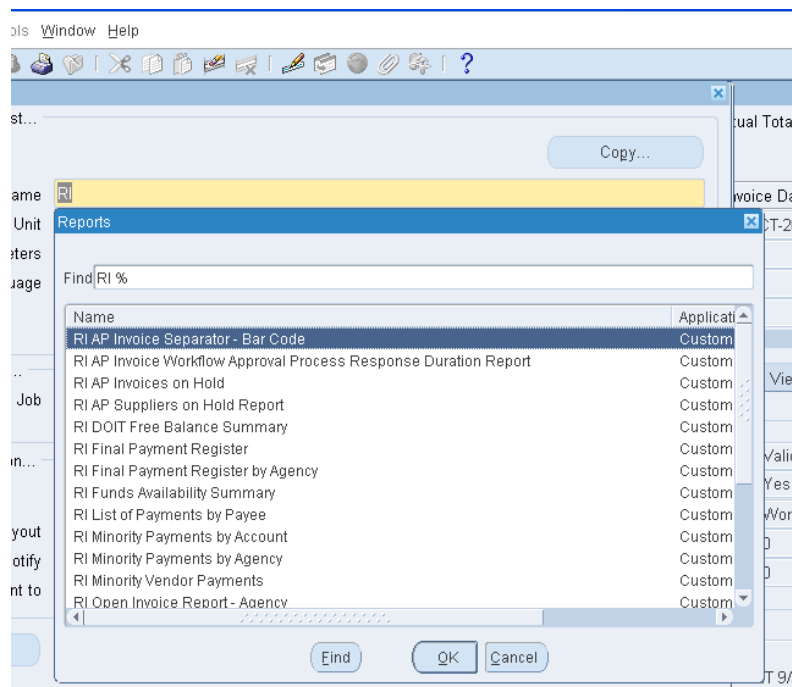 ols Window Help
st...
tual Tota
Copy...
ame RI
nvoice Da
Unit
Reports
CT-2
eters
uage
Find RI %
Name Applicati
RI AP Invoice Separator - Bar Code Custom
RI AP Invoice Workflow Approval Process Response Duration Report Custom
RI AP Invoices on Hold Custom
Vie
Job
RI AP Suppliers on Hold Report Custom
RI DOIT Free Balance Summary Custom
RI Final Payment Register Custom
on...
Valid
RI Final Payment Register by Agency Custom
Yes
RI Funds Availability Summary Custom
RI List of Payments by Payee Custom
Wor
yout
RI Minority Payments by Account Custom
0
otify
RI Minority Payments by Agency Custom
0
RI Minority Vendor Payments Custom
nt to
RI Open Invoice Report - Agency Custom
Find OK Cancel
T 9/